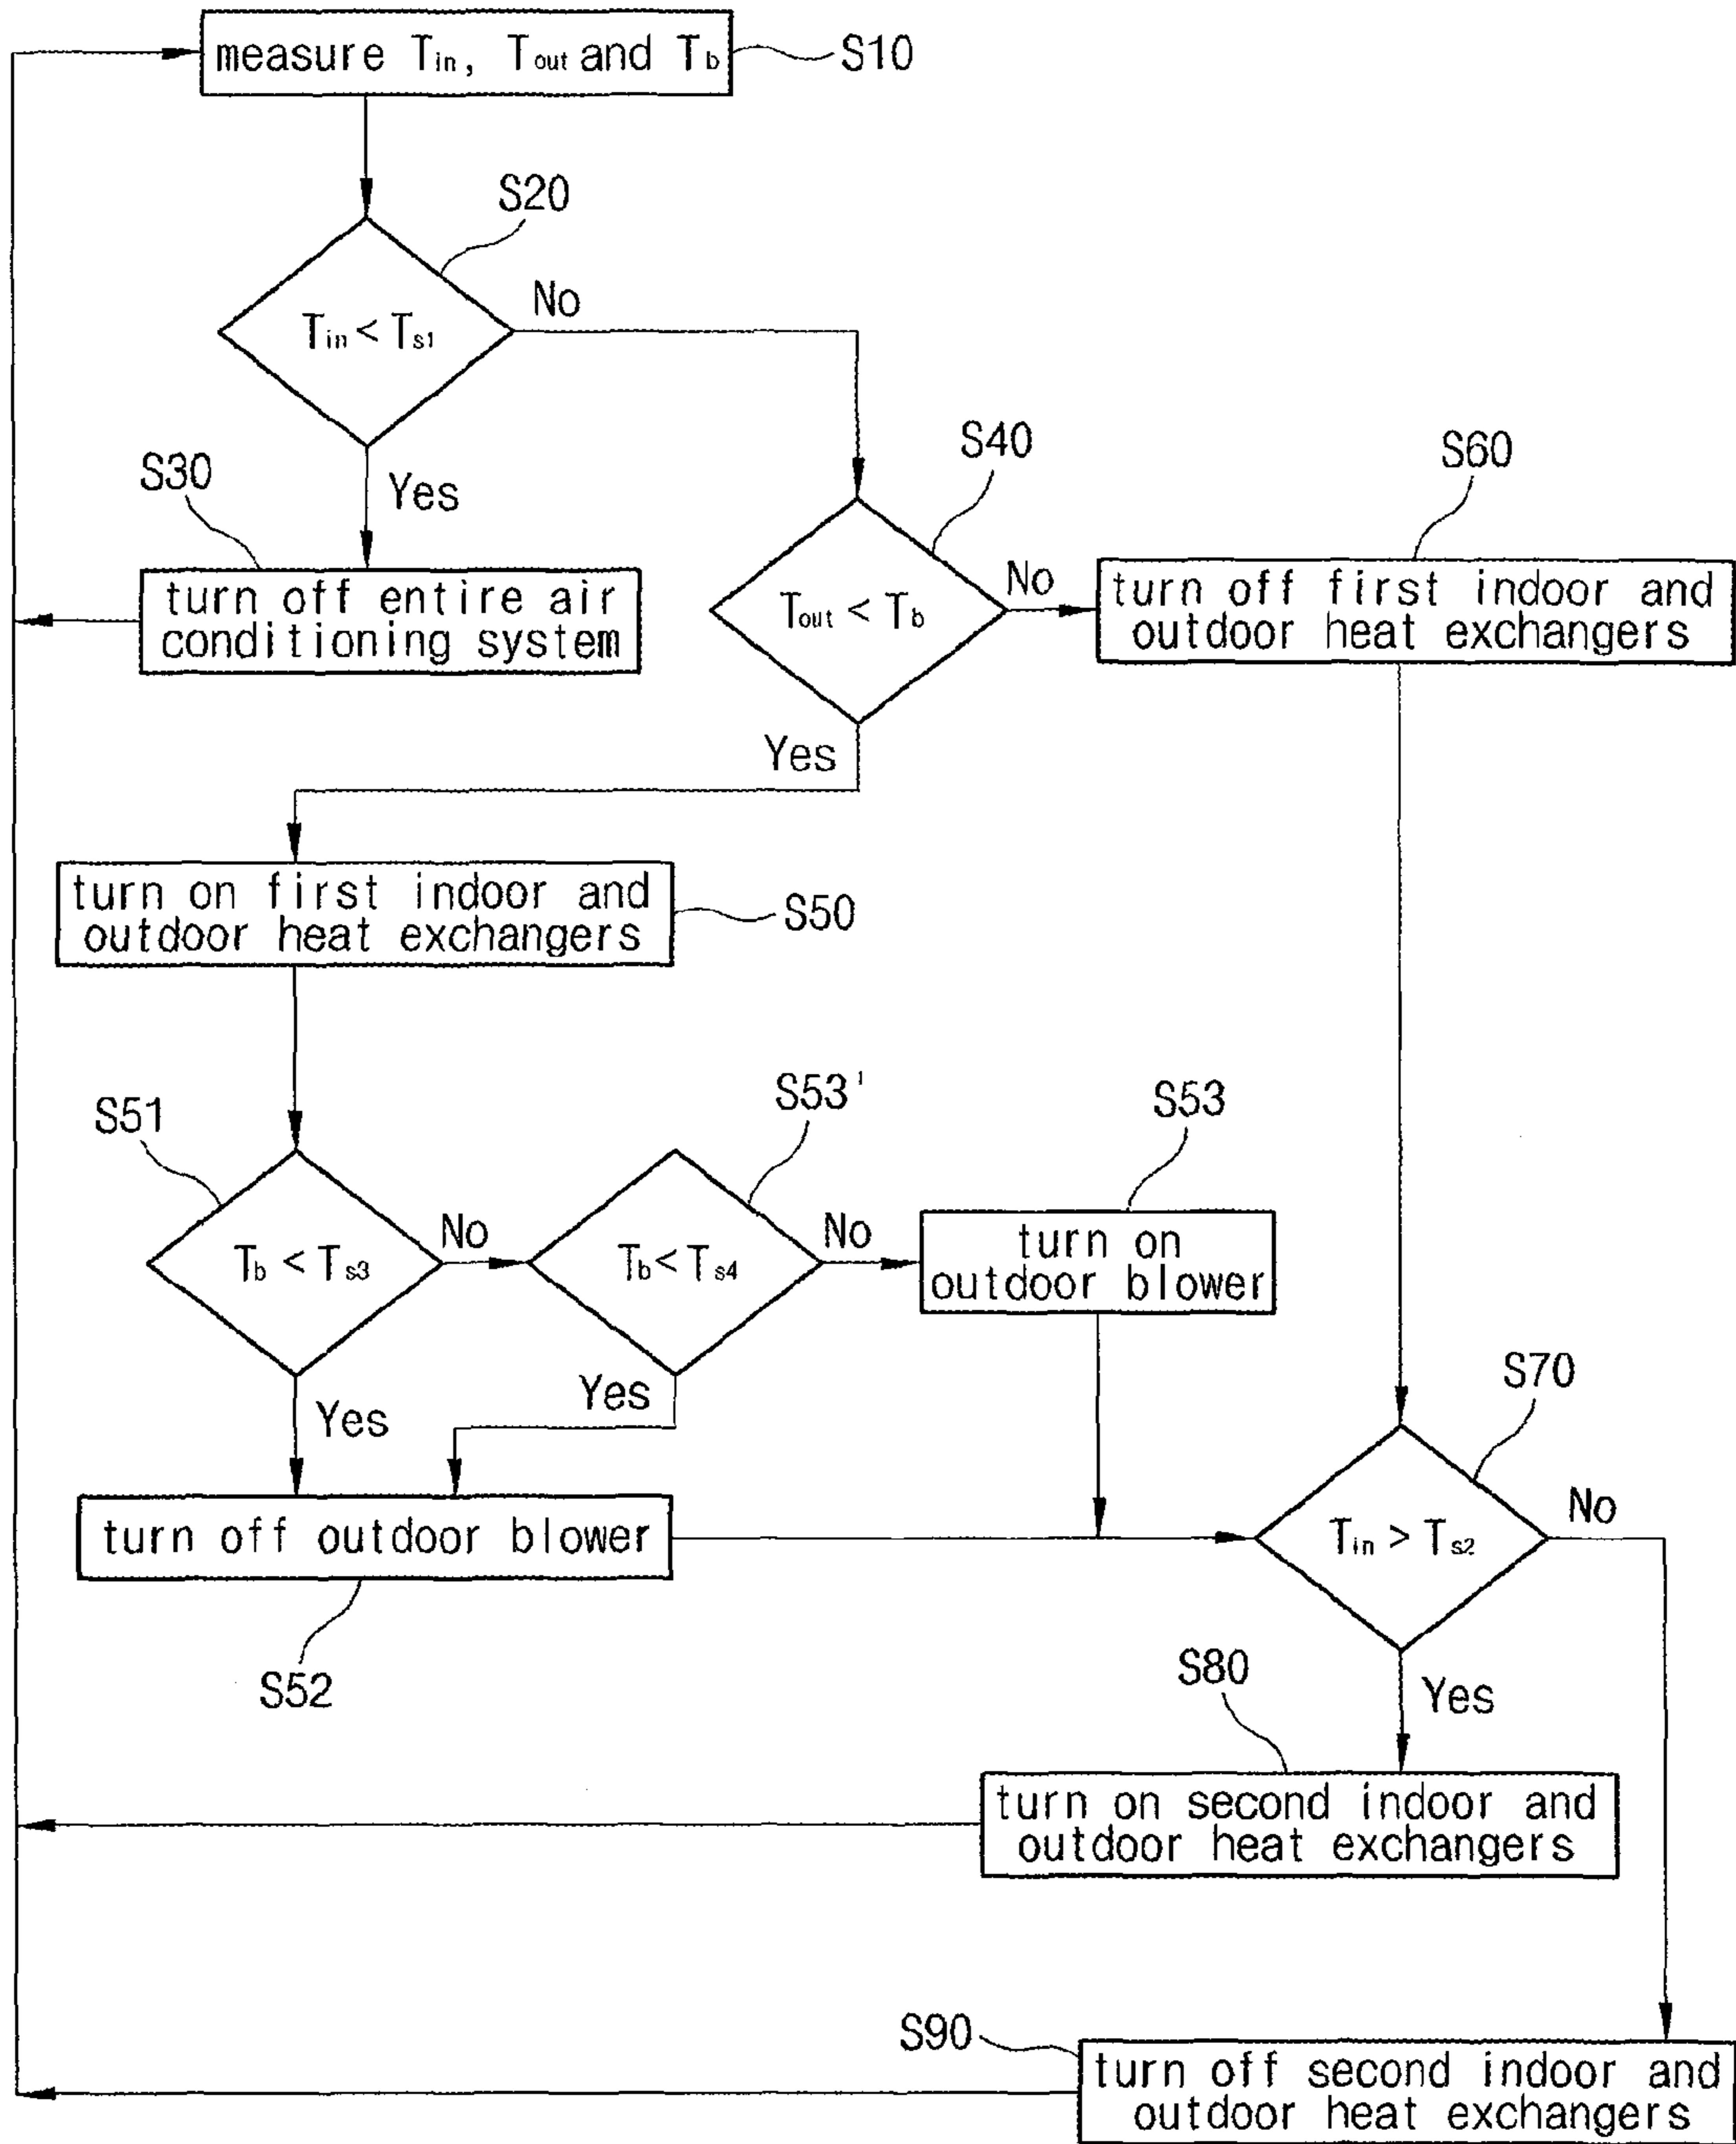 measure Tin, Tout and Tb
S10
S20
Tin < Ts1
No
Yes
S30
turn off entire air
conditioning system
S40
Tout < Tb
No
Yes
S60
turn off first indoor and
outdoor heat exchangers
turn on first indoor and
outdoor heat exchangers
S50
S51
Tb < Ts3
No
Yes
S53'
Tb < Ts4
No
Yes
S53
turn on
outdoor blower
turn off outdoor blower
S52
S70
Tin > Ts2
No
Yes
S80
turn on second indoor and
outdoor heat exchangers
S90
turn off second indoor and
outdoor heat exchangers